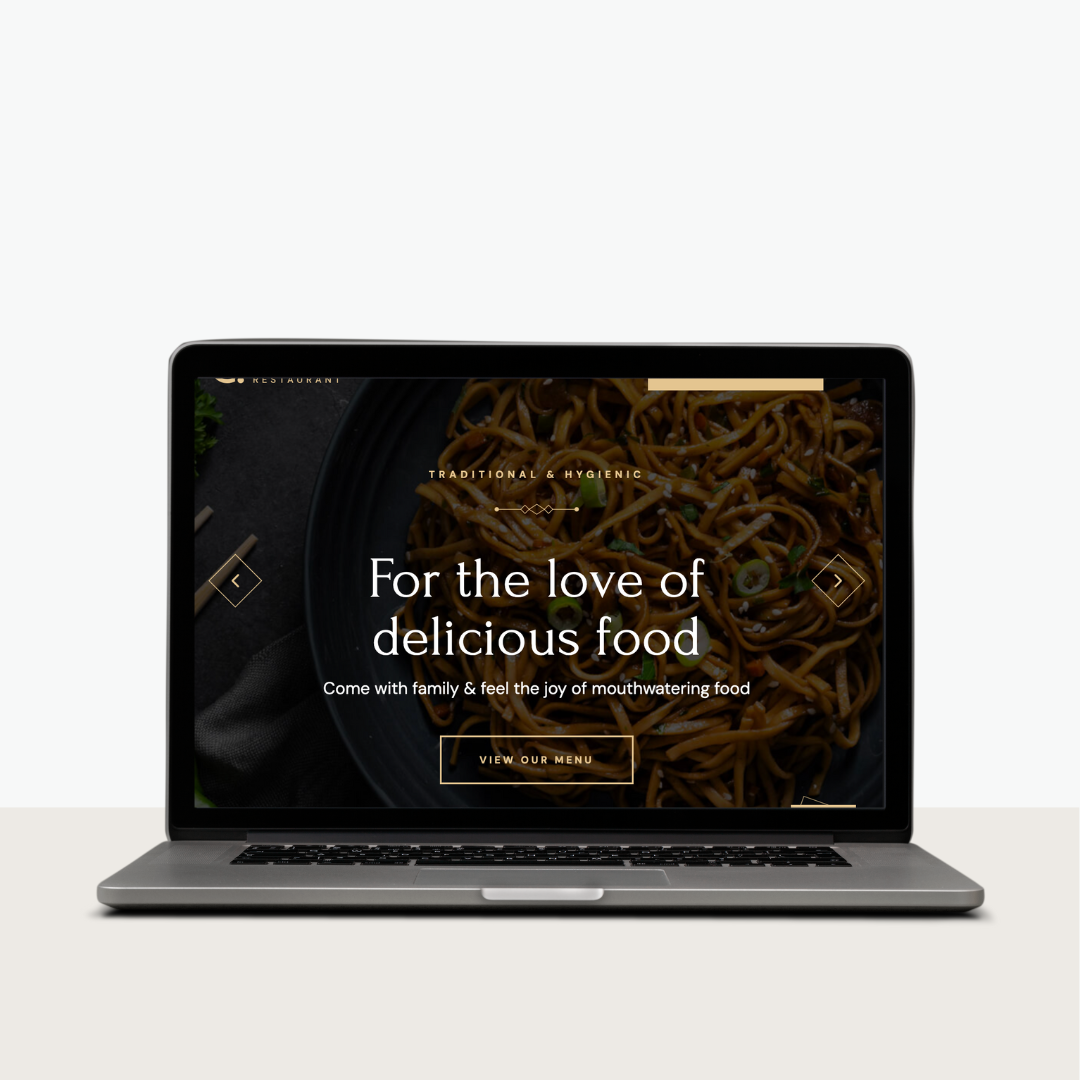 RESTAURANT
TRADITIONAL & HYGIENIC
For the love of
delicious food
Come with family & feel the joy of mouthwatering food
VIEW OUR MENU